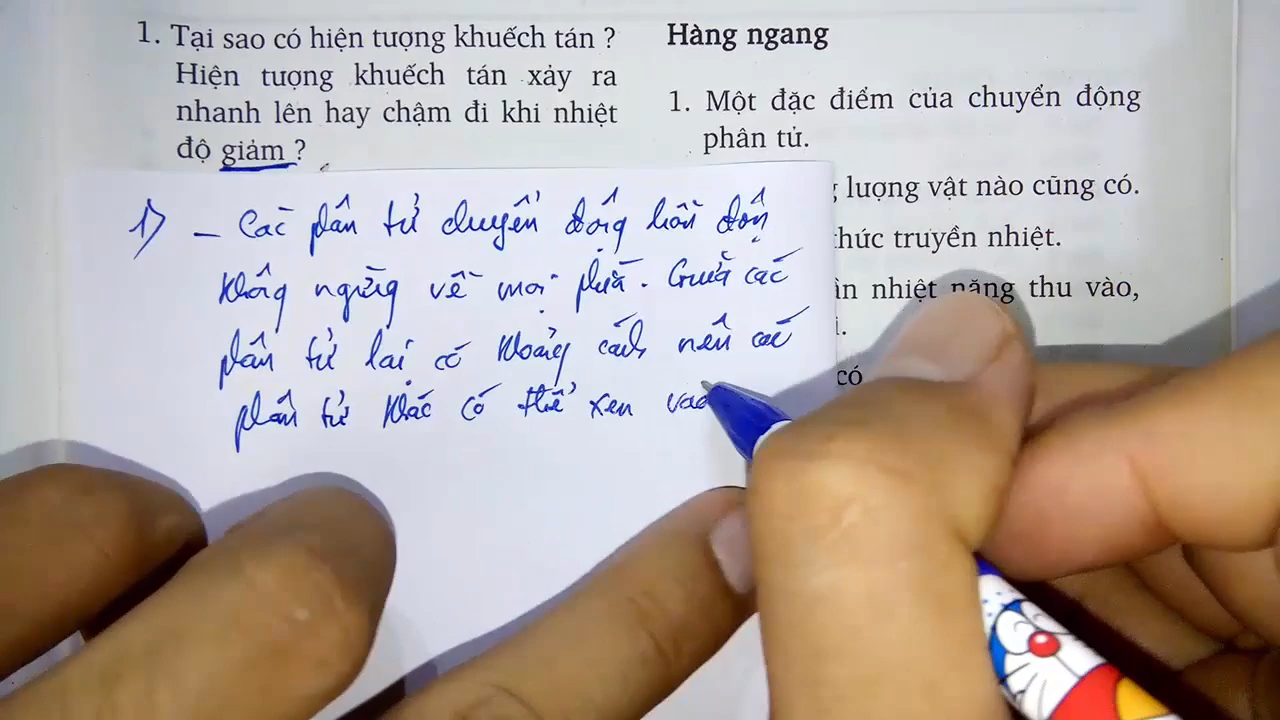 1. Tại sao có hiện tượng khuếch tán ?
Hiện tượng khuếch tán xảy ra
nhanh lên hay chậm đi khi nhiệt
độ giảm ?
Hàng ngang
1. Một đặc điểm của chuyển động
phân tử.
lượng vật nào cũng có.
thức truyền nhiệt.
nhiệt năng thu vào,
có
1) - Các phân tử chuyển động hỗn độn
không ngừng về mọi phía. Giữa các
phân tử lại có khoảng cách nên các
phân tử khác có thể xen vào